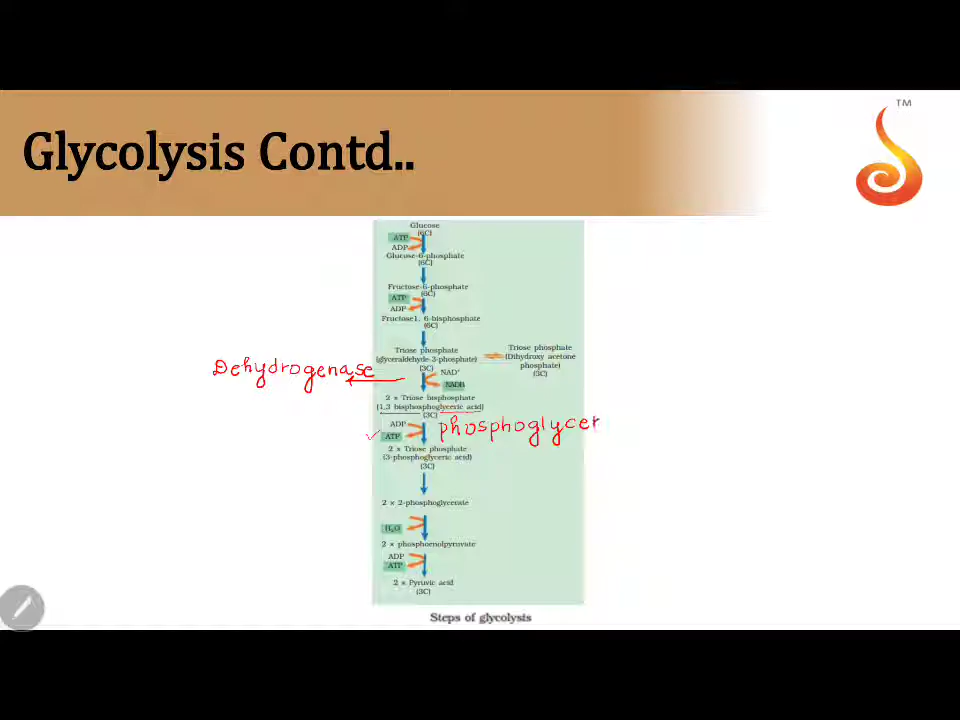 TM
Glycolysis Contd..
Glucose
(6C)
ATP
ADP
Glucose-6-phosphate
(6C)
Fructose-6-phosphate
(6C)
ATP
ADP
Fructose1, 6-bisphosphate
(6C)
Triose phosphate
(glyceraldehyde-3-phosphate)
(3C)
Triose phosphate
(Dihydroxy acetone
phosphate)
(3C)
Dehydrogenase
NAD+
NADH
2 × Triose bisphosphate
(1,3 bisphosphoglyceric acid)
(3C)
ADP
ATP
phosphoglycer
2 × Triose phosphate
(3-phosphoglyceric acid)
(3C)
2 × 2-phosphoglycerate
H₂O
2 × phosphoenolpyruvate
ADP
ATP
2 × Pyruvic acid
(3C)
Steps of glycolysis